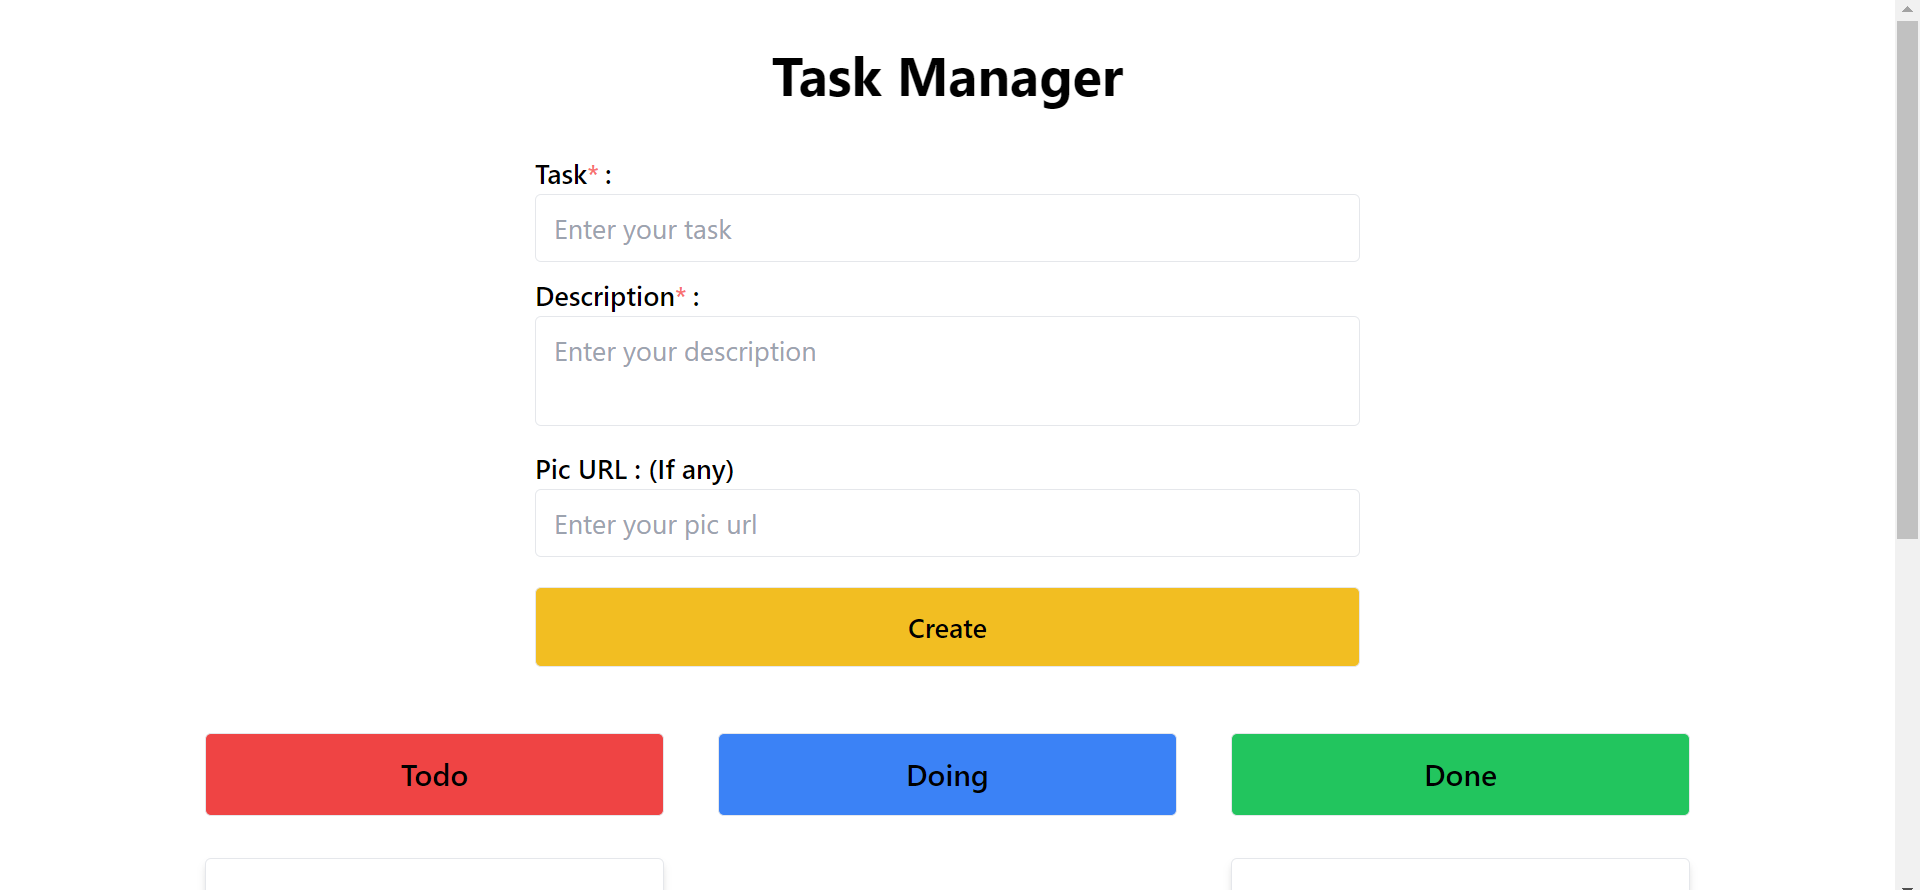 Task Manager
Task* :
Enter your task
Description* :
Enter your description
Pic URL : (If any)
Enter your pic url
Create
Todo
Doing
Done